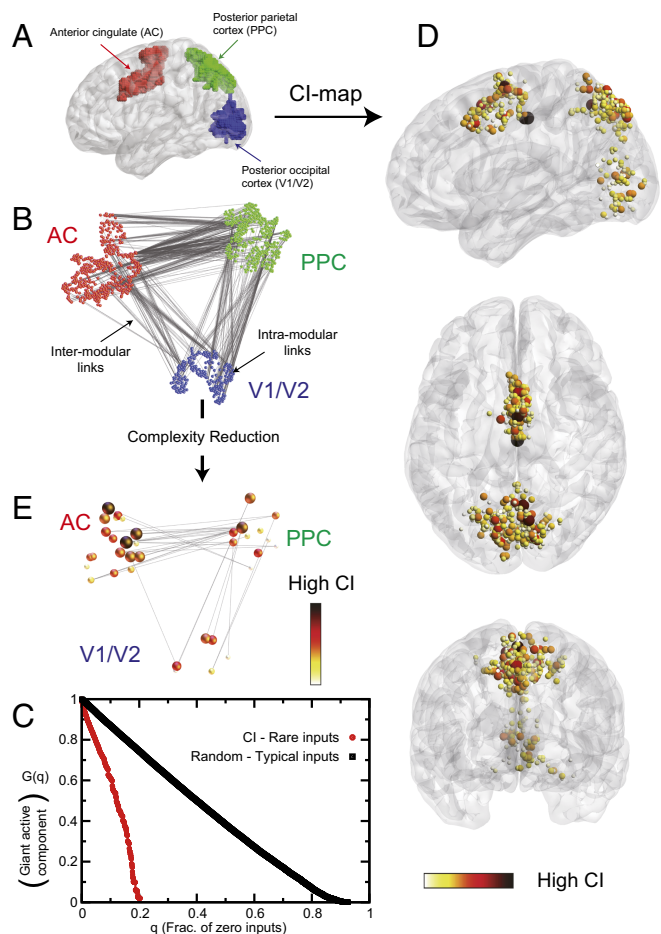 A
Anterior cingulate (AC)
Posterior parietal
cortex (PPC)
Posterior occipital
cortex (V1/V2)
CI-map
D
B
AC
PPC
Inter-modular
links
Intra-modular
links
V1/V2
Complexity Reduction
E
AC
PPC
High CI
V1/V2
C
1
0.8
0.6
0.4
0.2
0
G(q)
( Giant active
component )
CI - Rare inputs
Random - Typical inputs
0
0.2
0.4
0.6
0.8
1
q (Frac. of zero inputs)
High CI